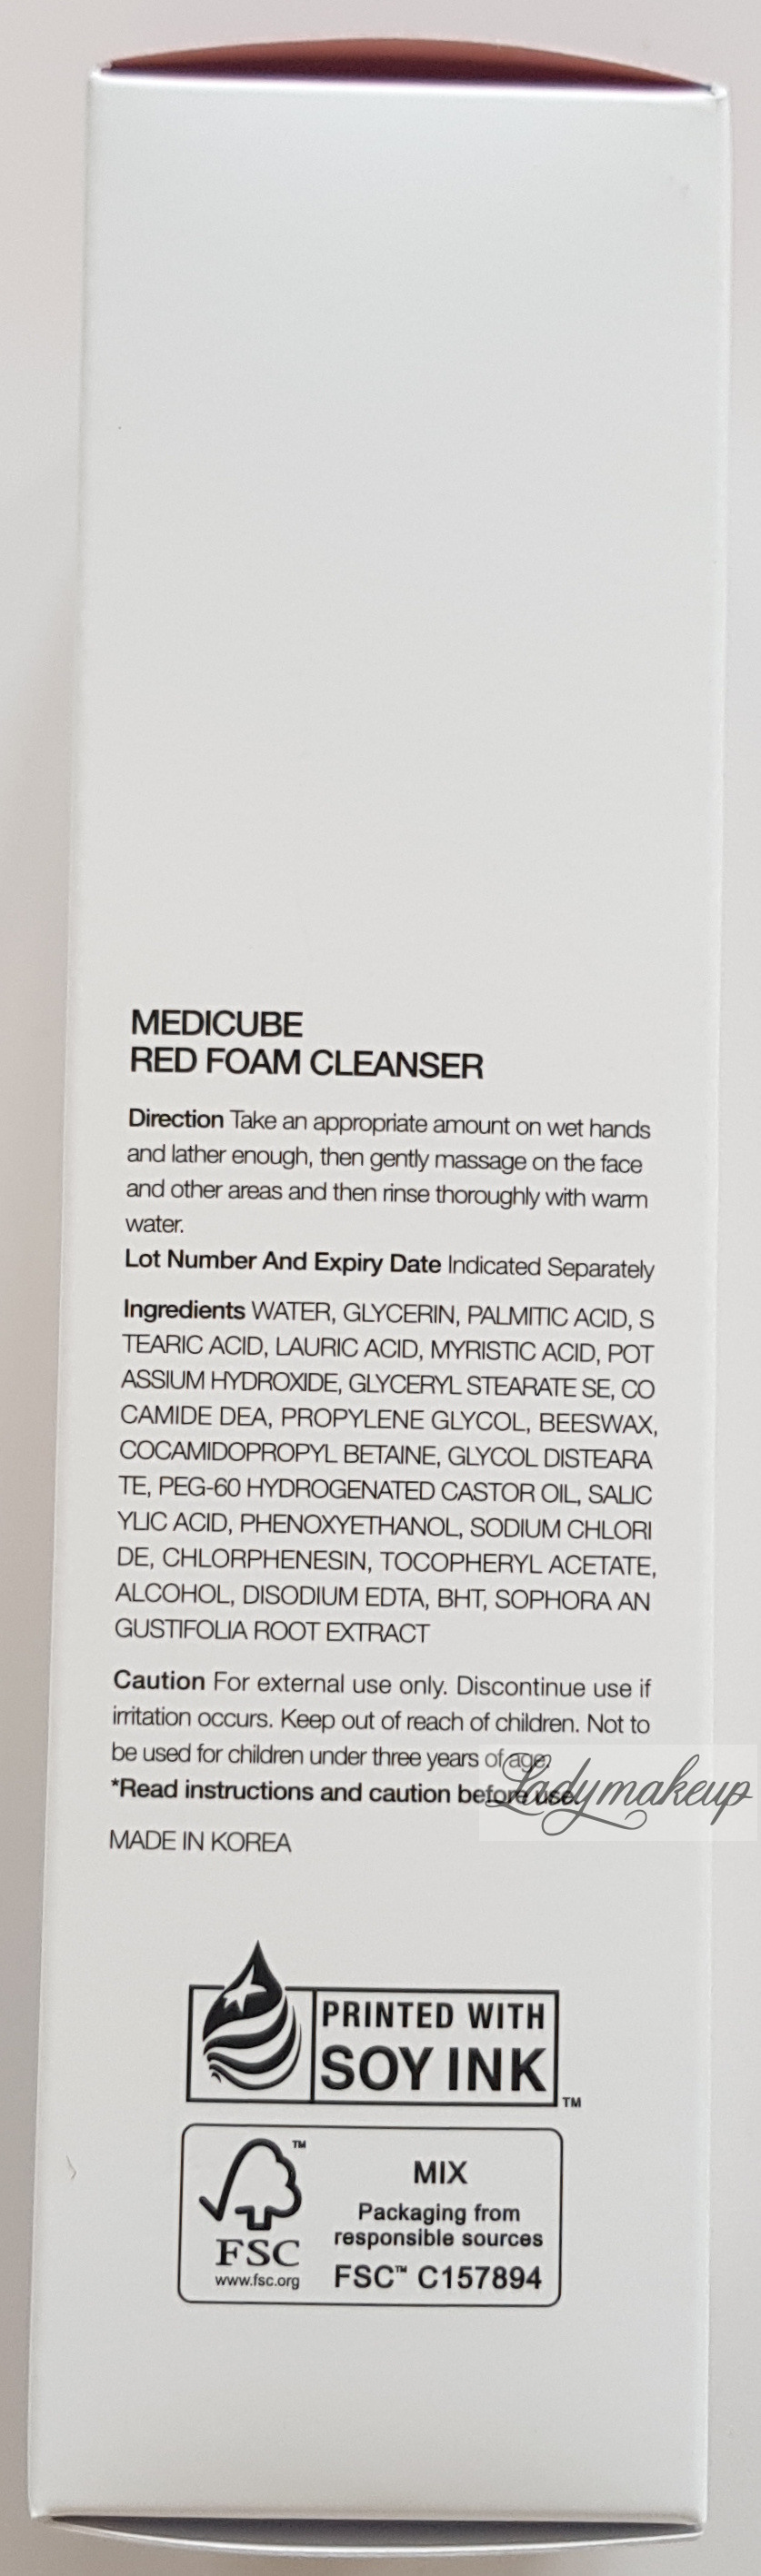 MEDICUBE
RED FOAM CLEANSER
Direction Take an appropriate amount on wet hands
and lather enough, then gently massage on the face
and other areas and then rinse thoroughly with warm
water.
Lot Number And Expiry Date Indicated Separately
Ingredients WATER, GLYCERIN, PALMITIC ACID, S
TEARIC ACID, LAURIC ACID, MYRISTIC ACID, POT
ASSIUM HYDROXIDE, GLYCERYL STEARATE SE, CO
CAMIDE DEA, PROPYLENE GLYCOL, BEESWAX,
COCAMIDOPROPYL BETAINE, GLYCOL DISTEARA
TE, PEG-60 HYDROGENATED CASTOR OIL, SALIC
YLIC ACID, PHENOXYETHANOL, SODIUM CHLORI
DE, CHLORPHENESIN, TOCOPHERYL ACETATE,
ALCOHOL, DISODIUM EDTA, BHT, SOPHORA AN
GUSTIFOLIA ROOT EXTRACT
Caution For external use only. Discontinue use if
irritation occurs. Keep out of reach of children. Not to
be used for children under three years of age.
*Read instructions and caution before use.
Ladymakeup
MADE IN KOREA
PRINTED WITH
SOY INK TM
TM
FSC
www.fsc.org
MIX
Packaging from
responsible sources
FSC™ C157894